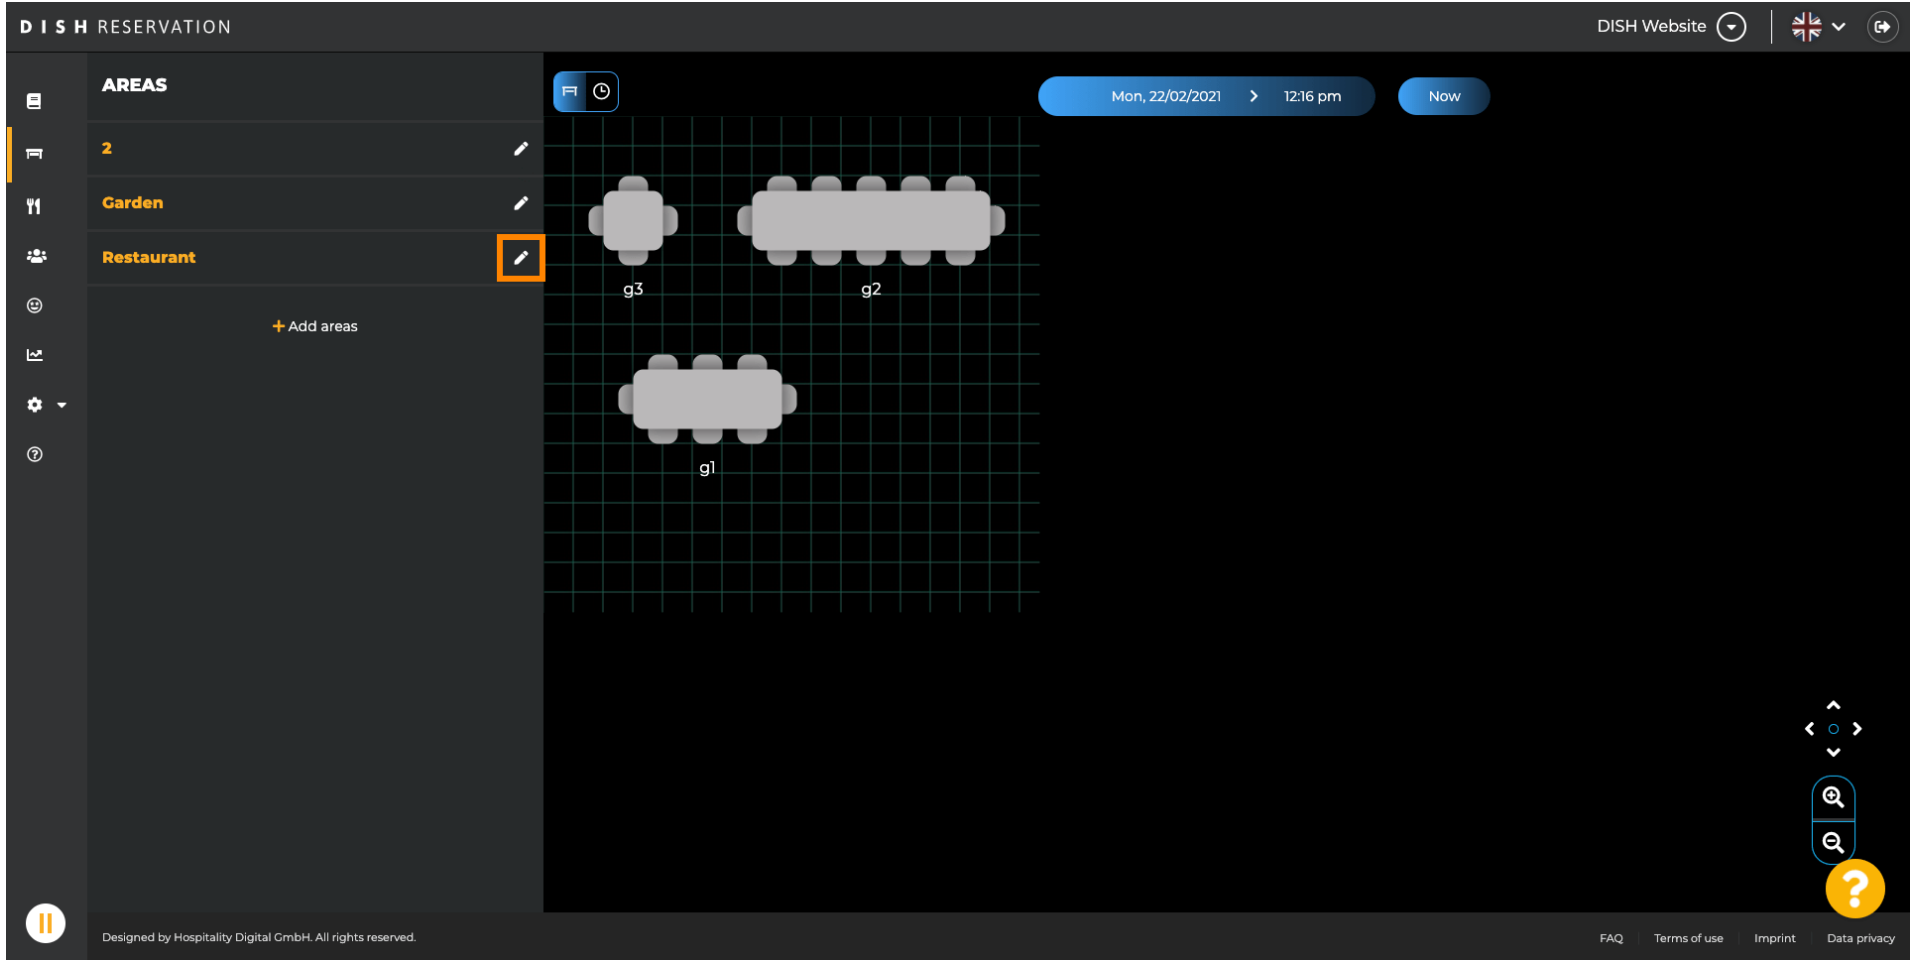 DISH RESERVATION
DISH Website
AREAS
Mon, 22/02/2021
12:16 pm
Now
2
Garden
Restaurant
+ Add areas
g3
g2
g1
Designed by Hospitality Digital GmbH. All rights reserved.
FAQ
Terms of use
Imprint
Data privacy